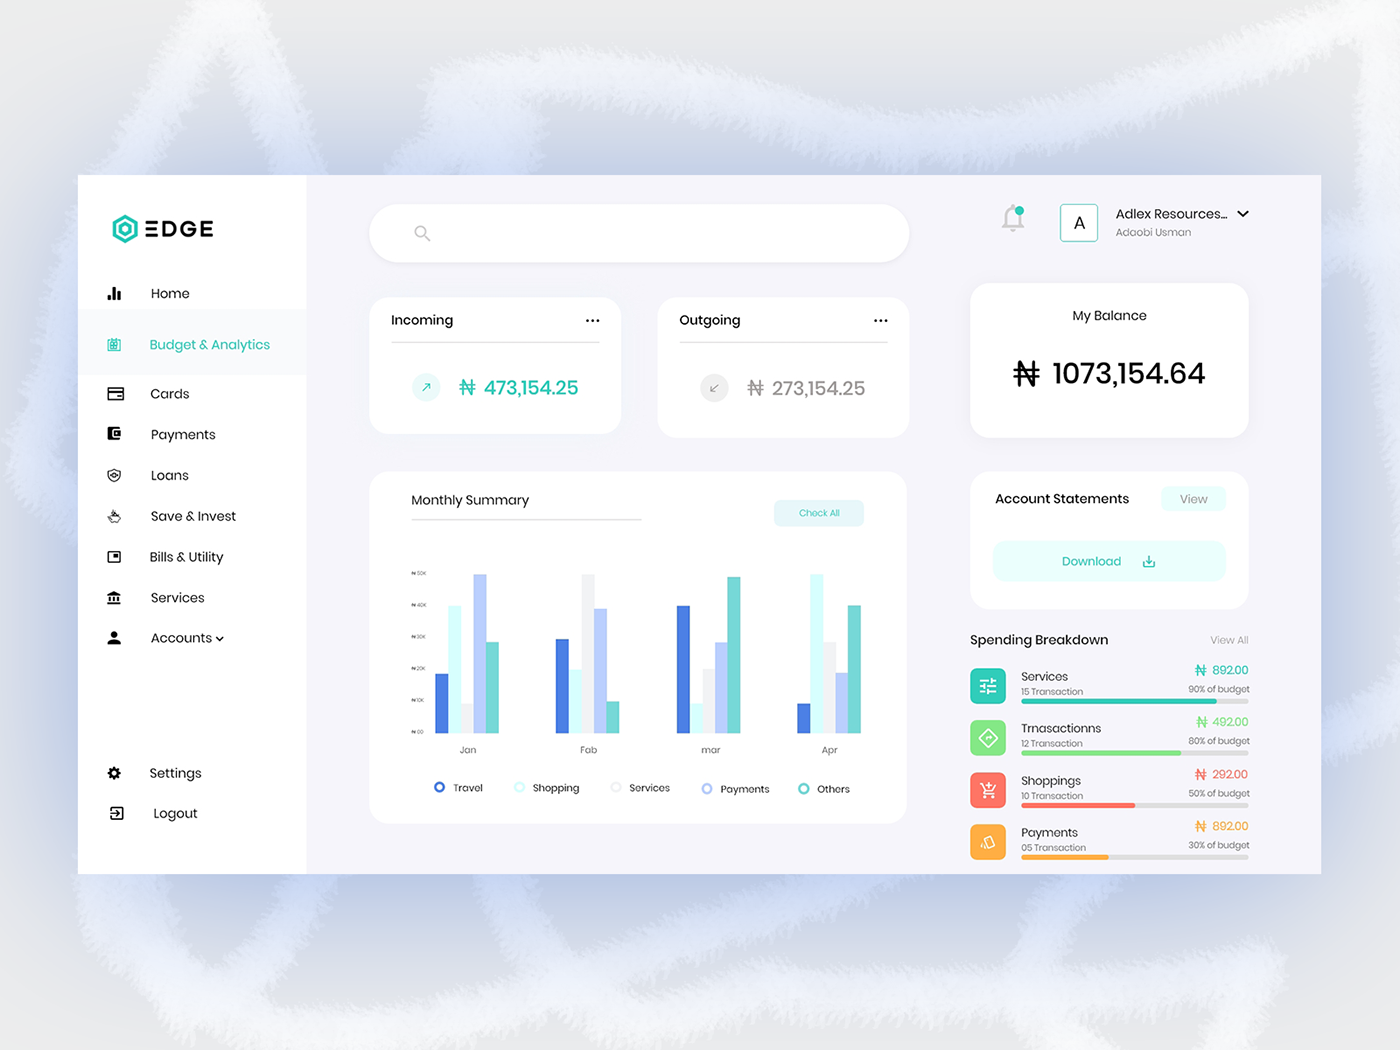 EDGE
Home
Budget & Analytics
Cards
Payments
Loans
Save & Invest
Bills & Utility
Services
Accounts
Settings
Logout
A
Adlex Resources...
Adaobi Usman
Incoming
₦ 473,154.25
Outgoing
₦ 273,154.25
My Balance
₦ 1073,154.64
Monthly Summary
Check All
₦ 50K
₦ 40K
₦ 30K
₦ 20K
₦ 10K
₦ 00
Jan
Fab
mar
Apr
Travel
Shopping
Services
Payments
Others
Account Statements
View
Download
Spending Breakdown
View All
Services
₦ 892.00
15 Transaction
90% of budget
Trnasactionns
₦ 492.00
12 Transaction
80% of budget
Shoppings
₦ 292.00
10 Transaction
50% of budget
Payments
₦ 892.00
05 Transaction
30% of budget